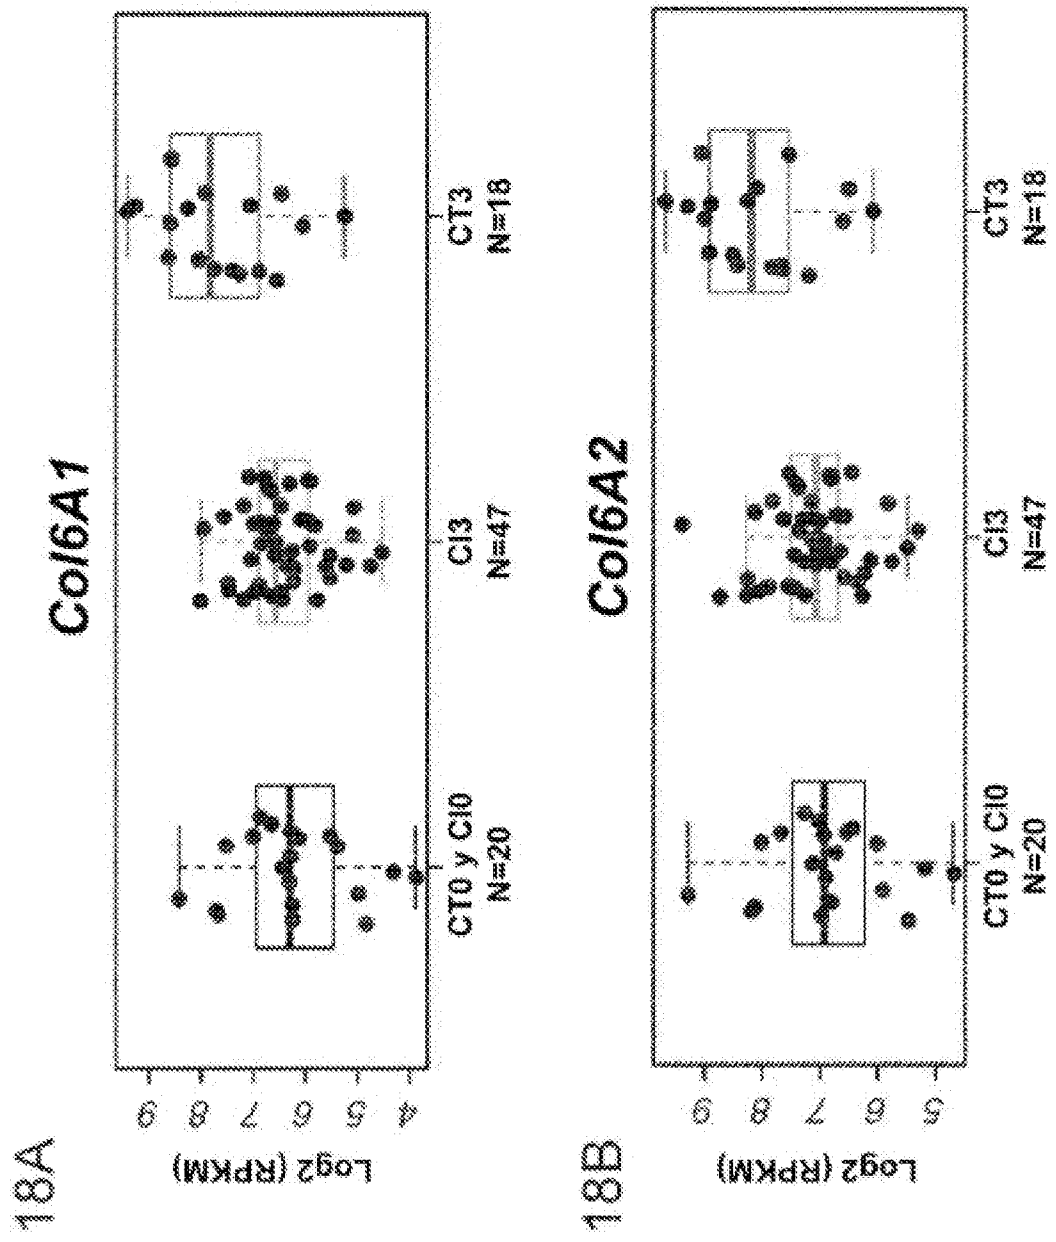 18A
Col6A1
Log2 (RPKM)
9
8
7
6
5
4
CT0 y CI0
N=20
CI3
N=47
CT3
N=18
18B
Col6A2
Log2 (RPKM)
9
8
7
6
5
CT0 y CI0
N=20
CI3
N=47
CT3
N=18